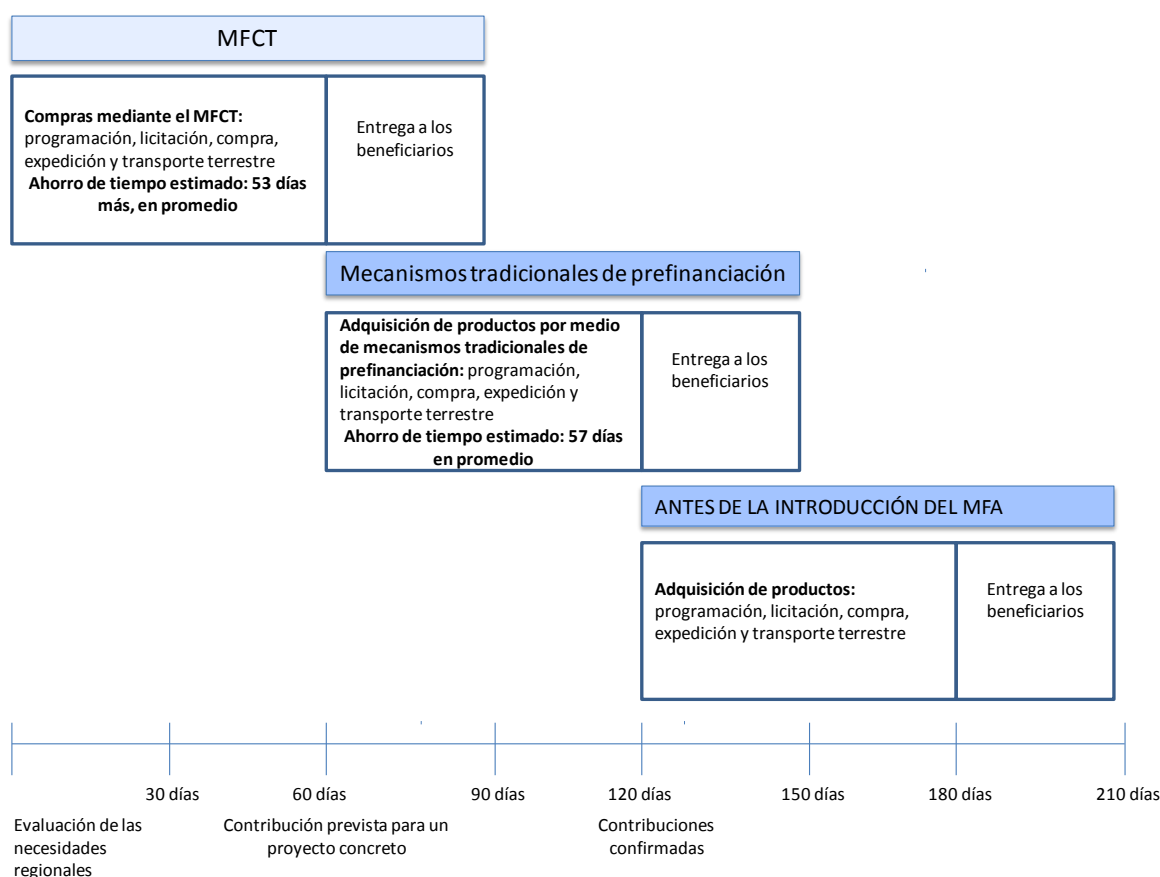 MFCT
Compras mediante el MFCT:
programación, licitación, compra,
expedición y transporte terrestre
Ahorro de tiempo estimado: 53 días
más, en promedio
Entrega a los
beneficiarios
Mecanismos tradicionales de prefinanciación
Adquisición de productos por medio
de mecanismos tradicionales de
prefinanciación: programación,
licitación, compra, expedición y
transporte terrestre
Ahorro de tiempo estimado: 57 días
en promedio
Entrega a los
beneficiarios
ANTES DE LA INTRODUCCIÓN DEL MFA
Adquisición de productos:
programación, licitación, compra,
expedición y transporte terrestre
Entrega a los
beneficiarios
30 días
60 días
90 días
120 días
150 días
180 días
210 días
Evaluación de las
necesidades
regionales
Contribución prevista para un
proyecto concreto
Contribuciones
confirmadas